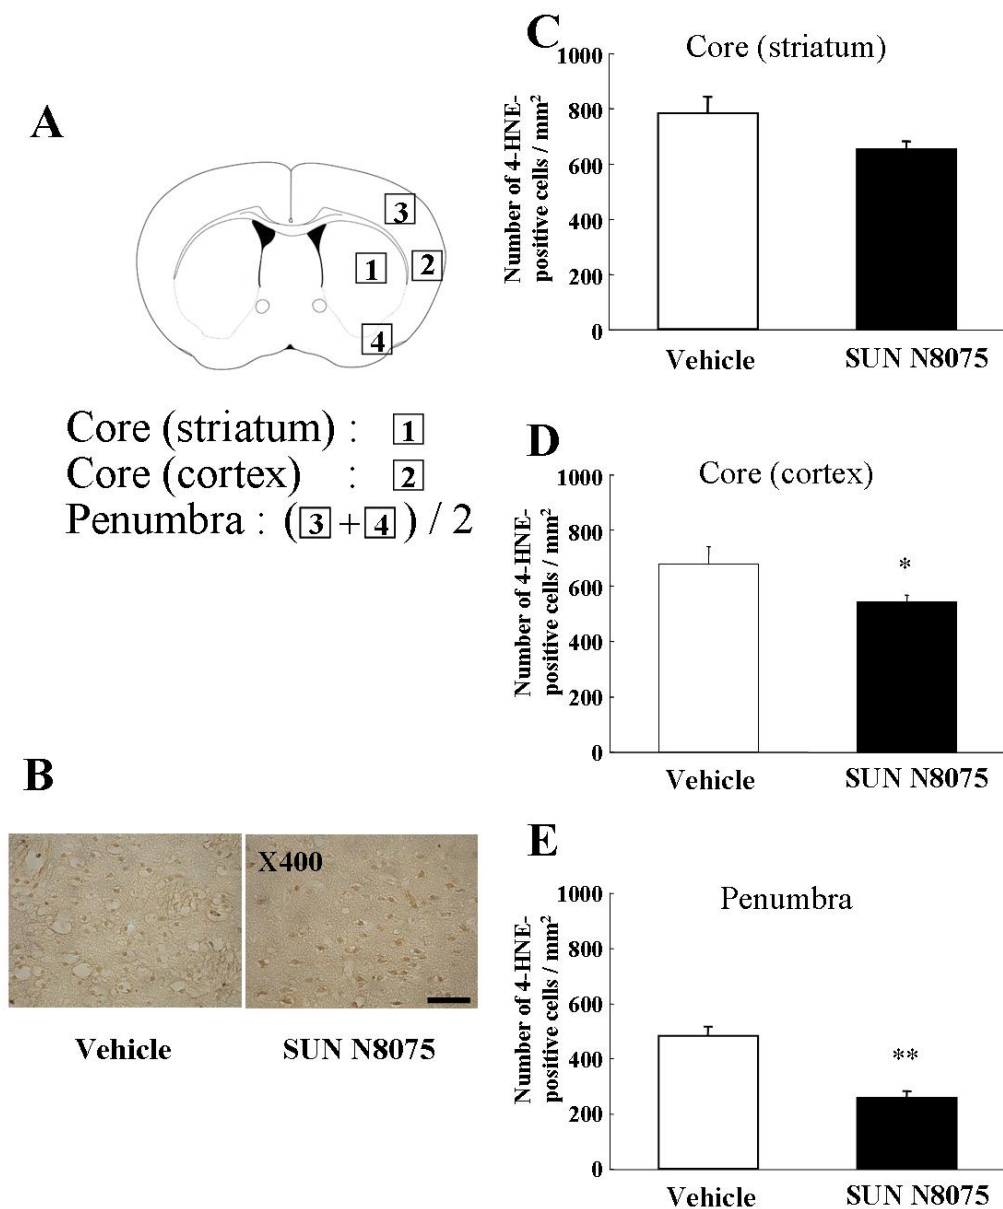 A
3
1
2
4
Core (striatum) : 1
Core (cortex) : 2
Penumbra : (3+4) / 2
B
X400
Vehicle SUN N8075
C
Core (striatum)
Number of 4-HNE-
positive cells / mm²
1000
800
600
400
200
0
Vehicle SUN N8075
D
Core (cortex)
Number of 4-HNE-
positive cells / mm²
1000
800
600
400
200
0
*
Vehicle SUN N8075
E
Penumbra
Number of 4-HNE-
positive cells / mm²
1000
800
600
400
200
0
**
Vehicle SUN N8075